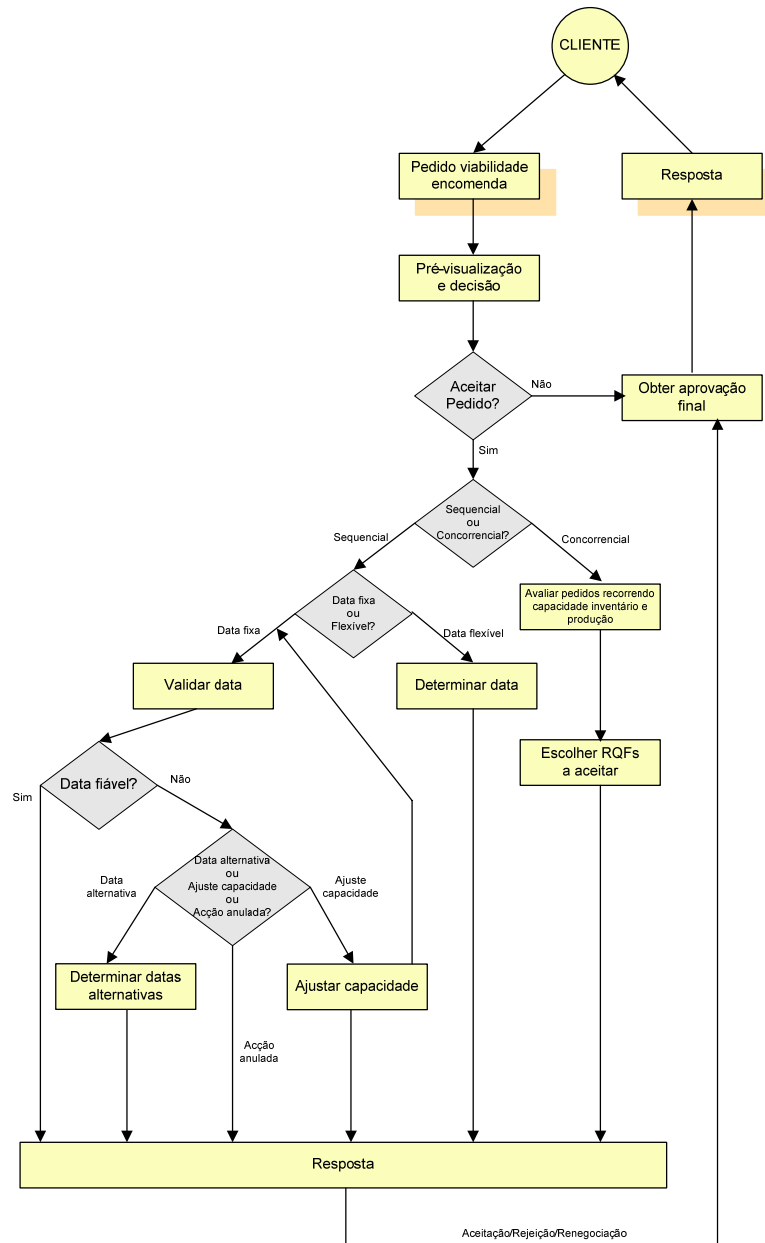 CLIENTE
Pedido viabilidade
encomenda
Resposta
Pré-visualização
e decisão
Aceitar
Pedido?
Não
Obter aprovação
final
Sim
Sequencial
ou
Concorrencial?
Sequencial
Concorrencial
Data fixa
ou
Flexível?
Avaliar pedidos recorrendo
capacidade inventário e
produção
Data fixa
Data flexível
Validar data
Determinar data
Escolher RQFs
a aceitar
Data fiável?
Não
Sim
Data alternativa
ou
Ajuste capacidade
ou
Acção anulada?
Data
alternativa
Ajuste
capacidade
Determinar datas
alternativas
Ajustar capacidade
Acção
anulada
Resposta
Aceitação/Rejeição/Renegociação